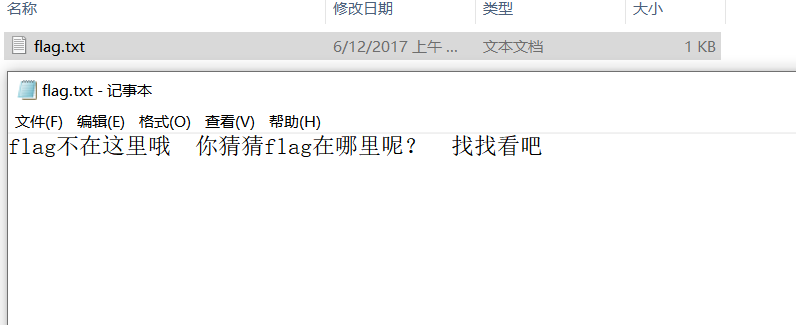 名称 修改日期 类型 大小
flag.txt 6/12/2017 上午 ... 文本文档 1 KB
flag.txt - 记事本
文件(F) 编辑(E) 格式(O) 查看(V) 帮助(H)
flag不在这里哦 你猜猜flag在哪里呢？ 找找看吧